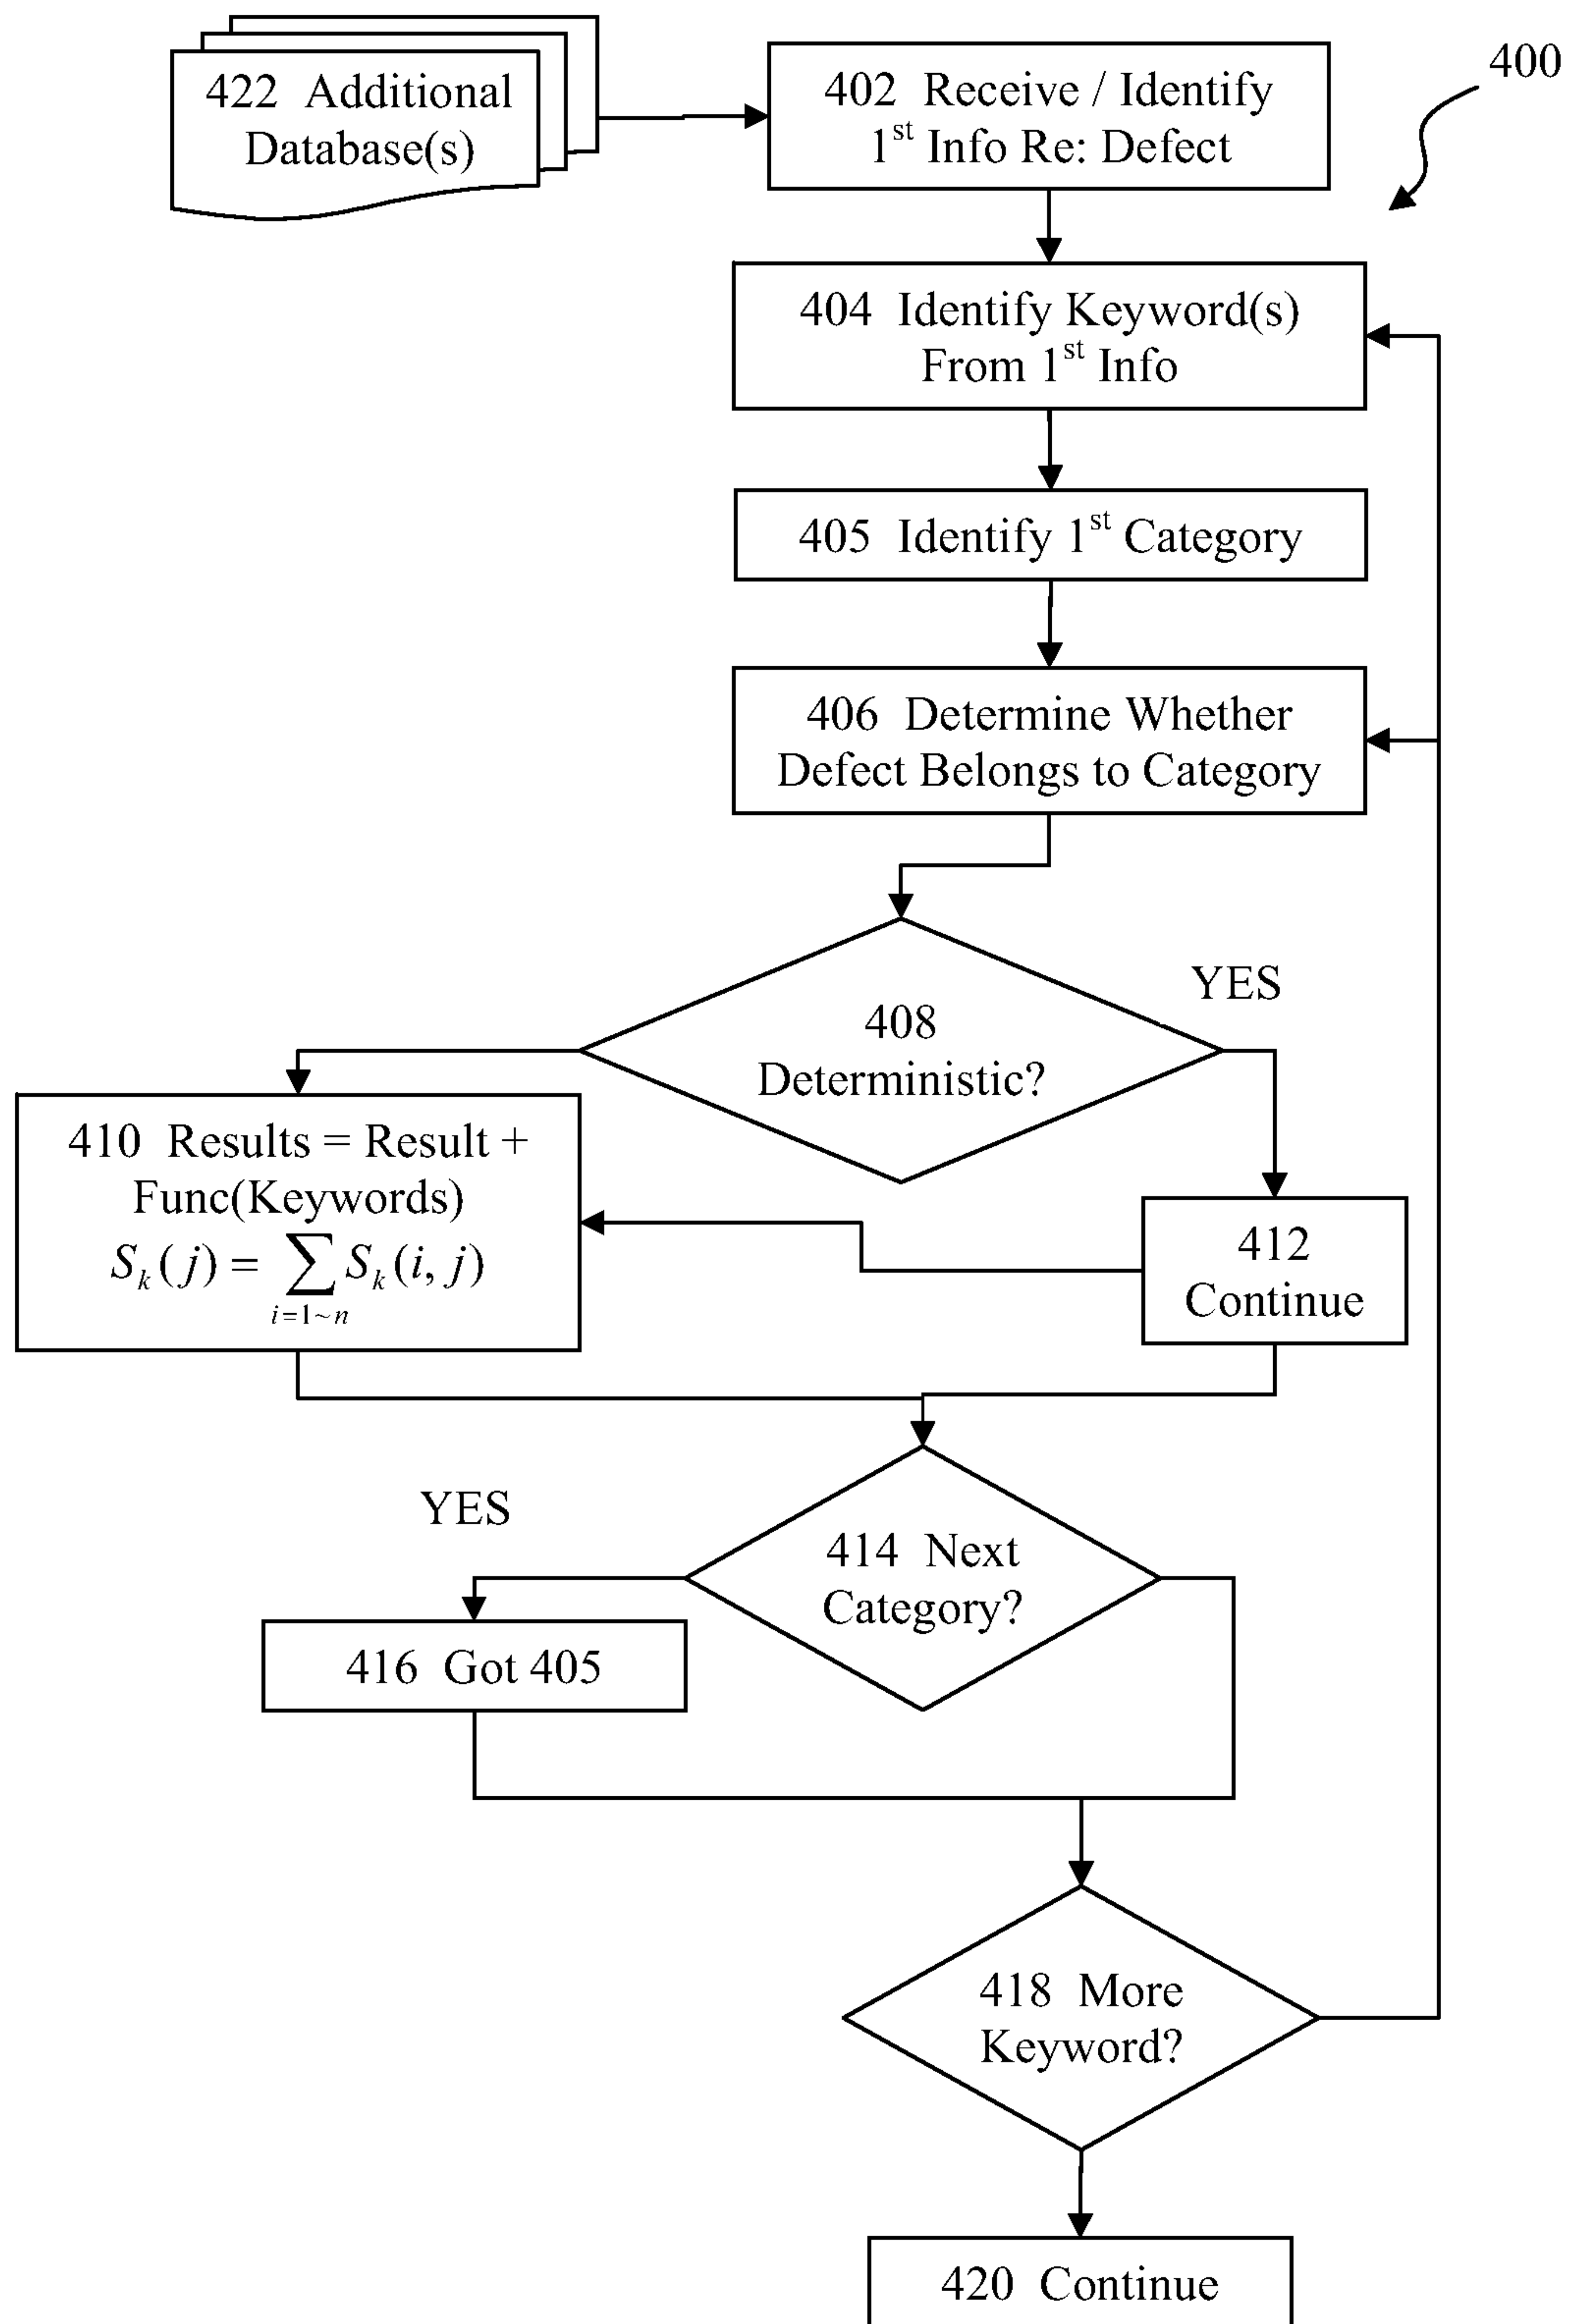 422 Additional
Database(s)
402 Receive / Identify
1st Info Re: Defect
400
404 Identify Keyword(s)
From 1st Info
405 Identify 1st Category
406 Determine Whether
Defect Belongs to Category
YES
408
Deterministic?
410 Results = Result +
Func(Keywords)
S_k(j) = ∑_{i=1~n} S_k(i, j)
412
Continue
YES
414 Next
Category?
416 Got 405
418 More
Keyword?
420 Continue